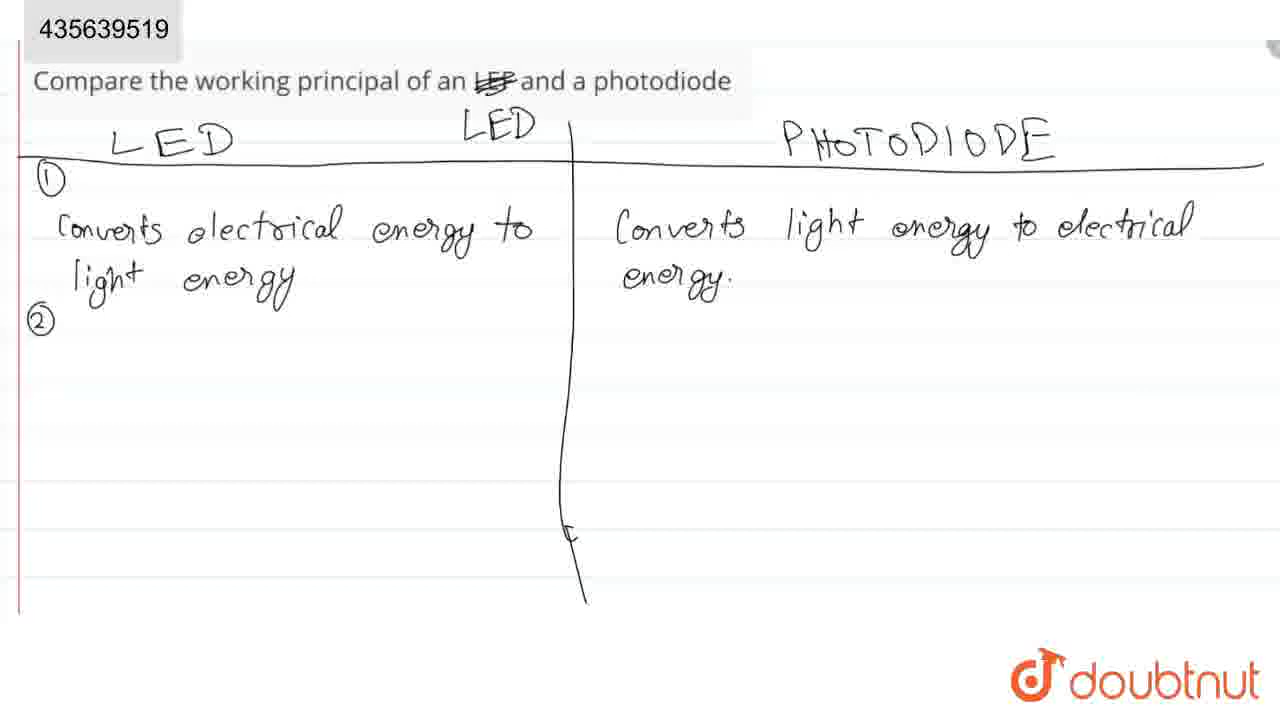 435639519
Compare the working principal of an LED and a photodiode
LED
LED
PHOTODIODE
①
Converts electrical energy to
light energy
Converts light energy to electrical
energy.
②
doubtnut